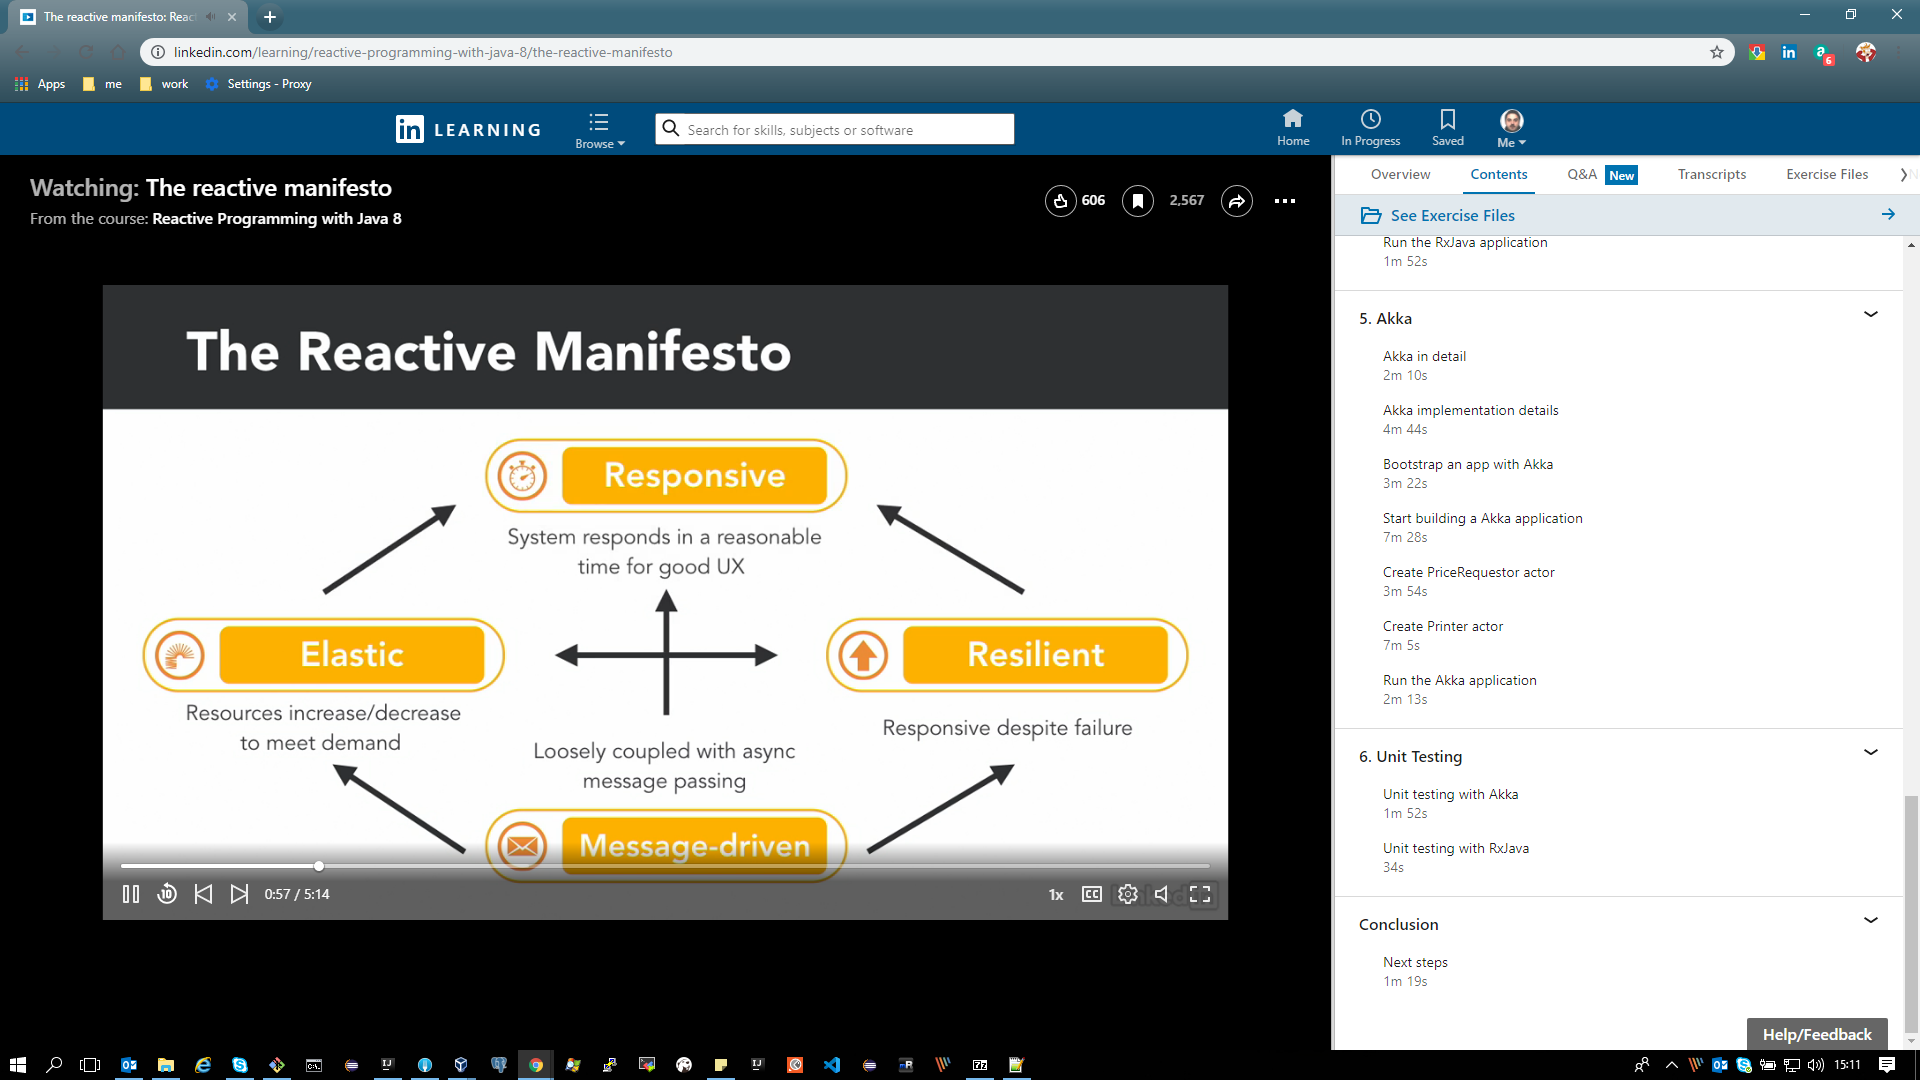 The reactive manifesto: Reac
linkedin.com/learning/reactive-programming-with-java-8/the-reactive-manifesto
6
Apps
me
work
Settings - Proxy
in LEARNING
Browse
Search for skills, subjects or software
Home
In Progress
Saved
Me
Watching: The reactive manifesto
From the course: Reactive Programming with Java 8
606
2,567
The Reactive Manifesto
Responsive
System responds in a reasonable
time for good UX
Elastic
Resilient
Resources increase/decrease
to meet demand
Responsive despite failure
Loosely coupled with async
message passing
Message-driven
10
0:57 / 5:14
1x
CC
Overview
Contents
Q&A New
Transcripts
Exercise Files
See Exercise Files
Run the RxJava application
1m 52s
5. Akka
Akka in detail
2m 10s
Akka implementation details
4m 44s
Bootstrap an app with Akka
3m 22s
Start building a Akka application
7m 28s
Create PriceRequestor actor
3m 54s
Create Printer actor
7m 5s
Run the Akka application
2m 13s
6. Unit Testing
Unit testing with Akka
1m 52s
Unit testing with RxJava
34s
Conclusion
Next steps
1m 19s
Help/Feedback
15:11